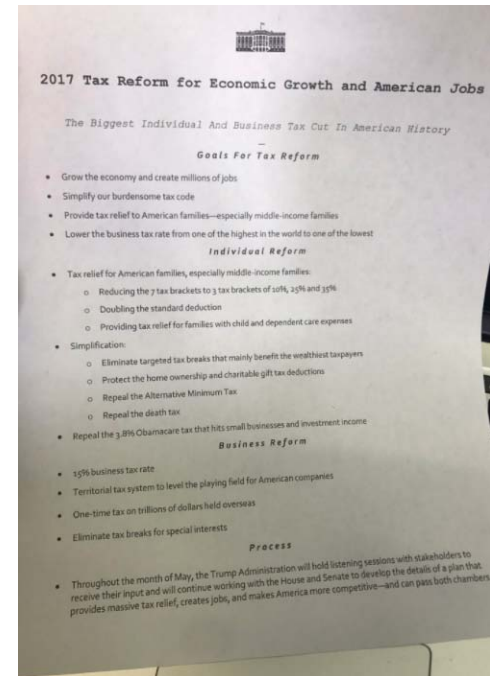 2017 Tax Reform for Economic Growth and American Jobs
The Biggest Individual And Business Tax Cut In American History
Goals For Tax Reform
• Grow the economy and create millions of jobs
• Simplify our burdensome tax code
• Provide tax relief to American families—especially middle-income families
• Lower the business tax rate from one of the highest in the world to one of the lowest
Individual Reform
• Tax relief for American families, especially middle-income families:
o Reducing the 7 tax brackets to 3 tax brackets of 10%, 25% and 35%
o Doubling the standard deduction
o Providing tax relief for families with child and dependent care expenses
• Simplification:
o Eliminate targeted tax breaks that mainly benefit the wealthiest taxpayers
o Protect the home ownership and charitable gift tax deductions
o Repeal the Alternative Minimum Tax
o Repeal the death tax
• Repeal the 3.8% Obamacare tax that hits small businesses and investment income
Business Reform
• 15% business tax rate
• Territorial tax system to level the playing field for American companies
• One-time tax on trillions of dollars held overseas
• Eliminate tax breaks for special interests
Process
• Throughout the month of May, the Trump Administration will hold listening sessions with stakeholders to
receive their input and will continue working with the House and Senate to develop the details of a plan that
provides massive tax relief, creates jobs, and makes America more competitive—and can pass both chambers